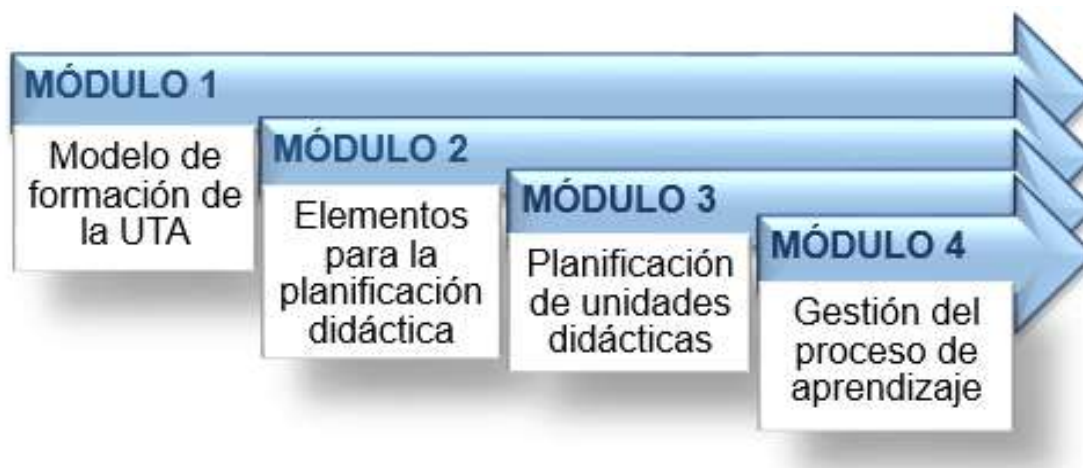 MÓDULO 1
Modelo de
formación de
la UTA
MÓDULO 2
Elementos
para la
planificación
didáctica
MÓDULO 3
Planificación
de unidades
didácticas
MÓDULO 4
Gestión del
proceso de
aprendizaje